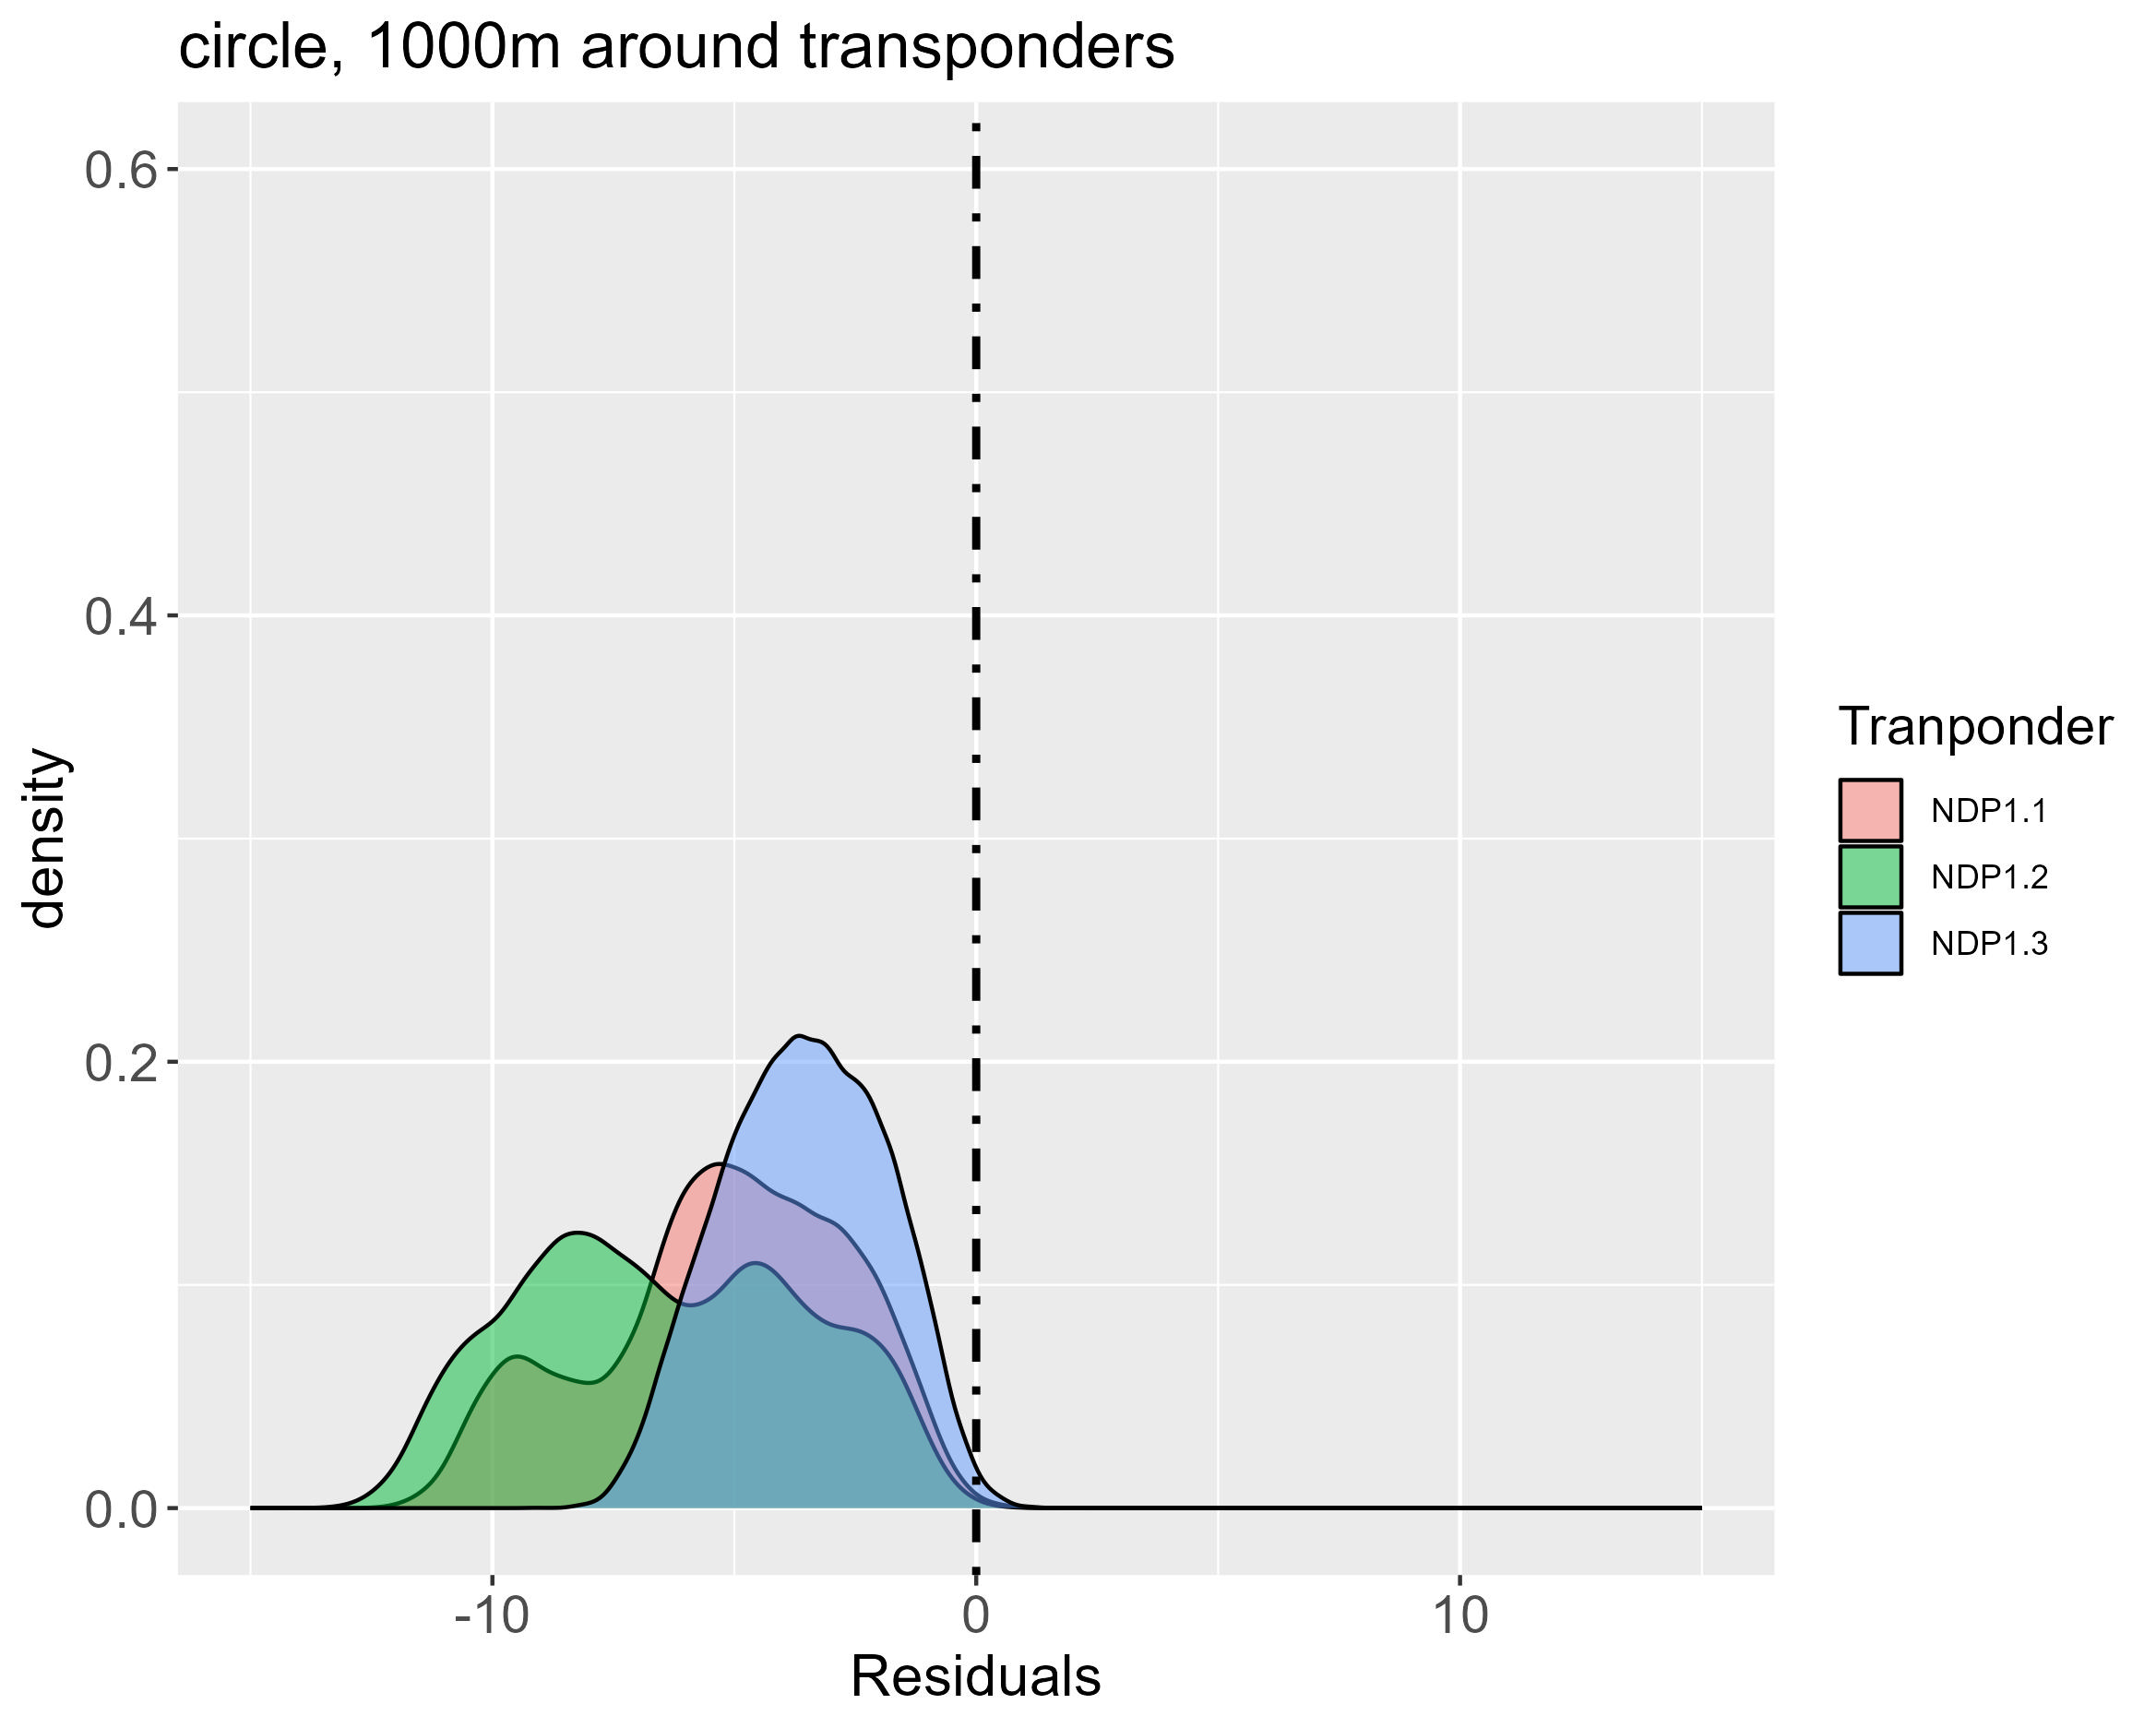 circle, 1000m around transponders
0.6
0.4
0.2
0.0
density
-10
0
10
Residuals
Tranponder
NDP1.1
NDP1.2
NDP1.3